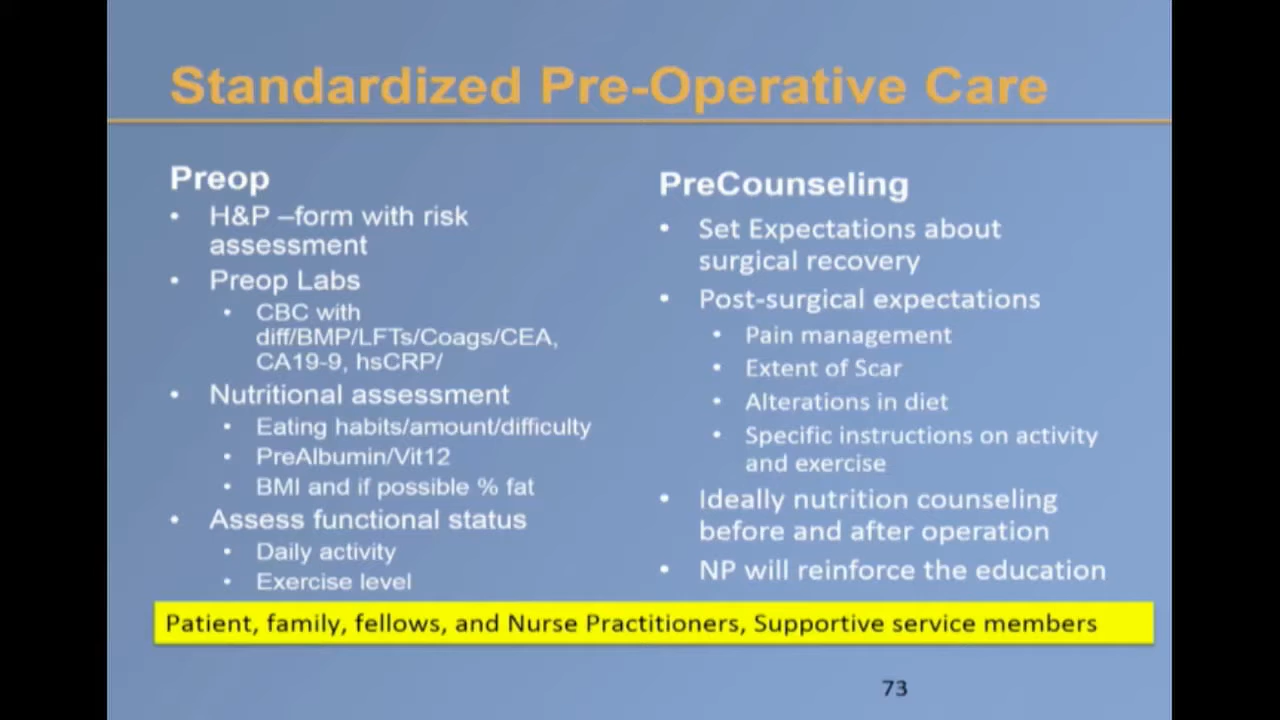 Standardized Pre-Operative Care
Preop
• H&P –form with risk
assessment
• Preop Labs
• CBC with
diff/BMP/LFTs/Coags/CEA,
CA19-9, hsCRP/
• Nutritional assessment
• Eating habits/amount/difficulty
• PreAlbumin/Vit12
• BMI and if possible % fat
• Assess functional status
• Daily activity
• Exercise level
PreCounseling
• Set Expectations about
surgical recovery
• Post-surgical expectations
• Pain management
• Extent of Scar
• Alterations in diet
• Specific instructions on activity
and exercise
• Ideally nutrition counseling
before and after operation
• NP will reinforce the education
Patient, family, fellows, and Nurse Practitioners, Supportive service members
73